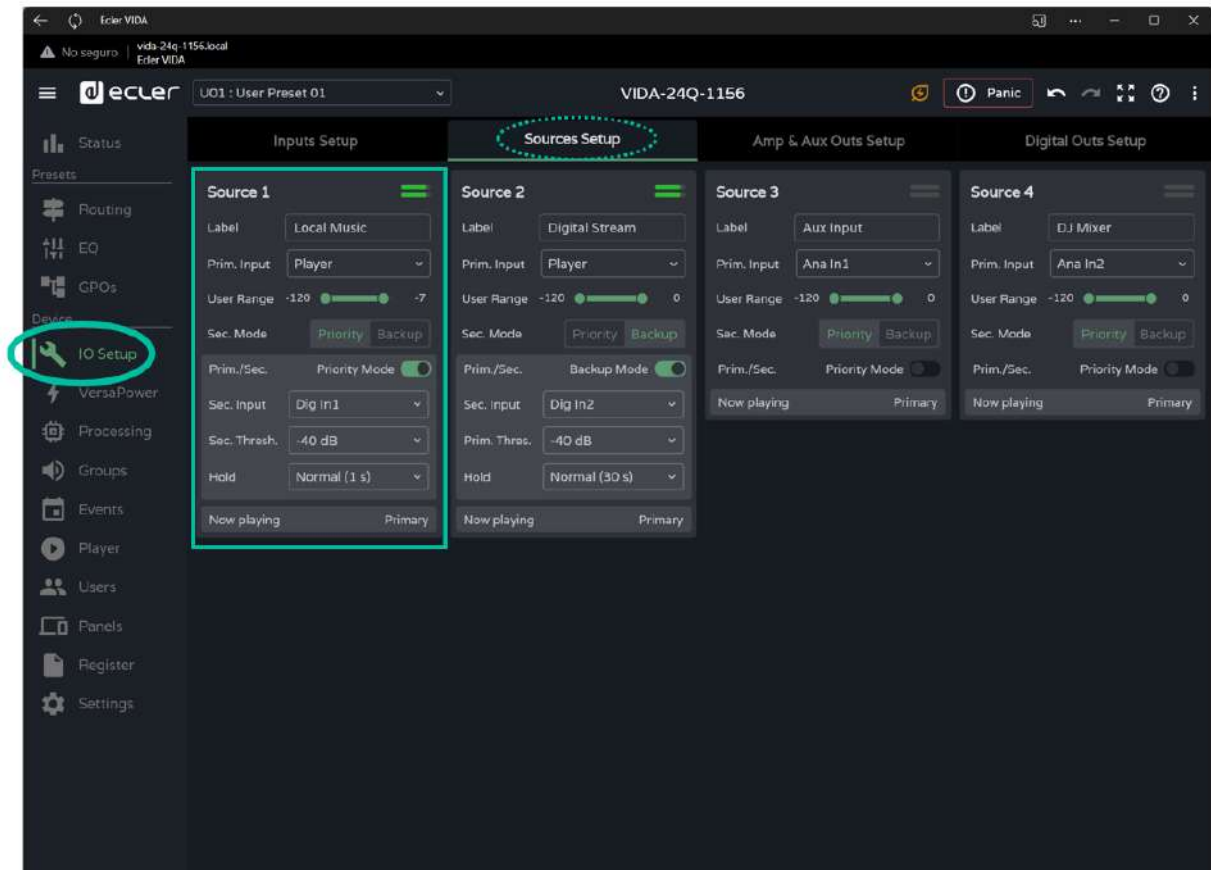 Ecler VIDA
No seguro
vida-24q-1156.local
Ecler VIDA
ecler
U01 : User Preset 01
VIDA-24Q-1156
Panic
Status
Presets
Routing
EQ
GPOs
Device
IO Setup
VersaPower
Processing
Groups
Events
Player
Users
Panels
Register
Settings
Inputs Setup
Sources Setup
Amp & Aux Outs Setup
Digital Outs Setup
Source 1
Label Local Music
Prim. Input Player
User Range -120 -7
Sec. Mode Priority Backup
Prim./Sec. Priority Mode
Sec. Input Dig In1
Sec. Thresh. -40 dB
Hold Normal (1 s)
Now playing Primary
Source 2
Label Digital Stream
Prim. Input Player
User Range -120 0
Sec. Mode Priority Backup
Prim./Sec. Backup Mode
Sec. Input Dig In2
Prim. Thres. -40 dB
Hold Normal (30 s)
Now playing Primary
Source 3
Label Aux Input
Prim. Input Ana In1
User Range -120 0
Sec. Mode Priority Backup
Prim./Sec. Priority Mode
Now playing Primary
Source 4
Label DJ Mixer
Prim. Input Ana In2
User Range -120 0
Sec. Mode Priority Backup
Prim./Sec. Priority Mode
Now playing Primary